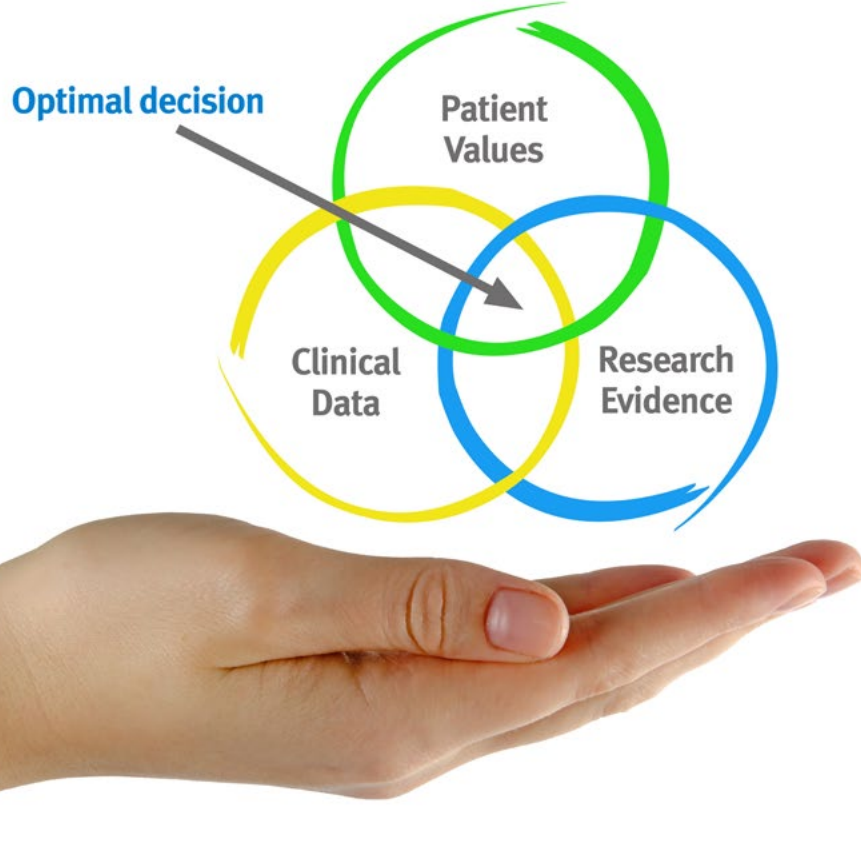 Optimal decision
Patient
Values
Clinical
Data
Research
Evidence